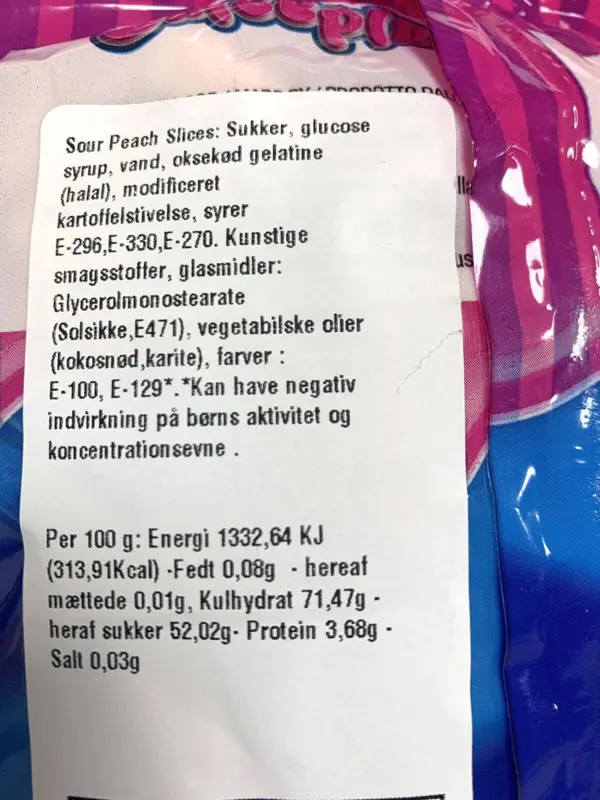 Sour Peach Slices: Sukker, glucose
syrup, vand, oksekød gelatine
(halal), modificeret
kartoffelstivelse, syrer
E-296,E-330,E-270. Kunstige
smagsstoffer, glasmidler:
Glycerolmonostearate
(Solsikke,E471), vegetabilske olier
(kokosnød,karite), farver :
E-100, E-129*.*Kan have negativ
indvirkning på børns aktivitet og
koncentrationsevne .
Per 100 g: Energi 1332,64 KJ
(313,91Kcal) -Fedt 0,08g - hereaf
mættede 0,01g, Kulhydrat 71,47g -
heraf sukker 52,02g- Protein 3,68g -
Salt 0,03g